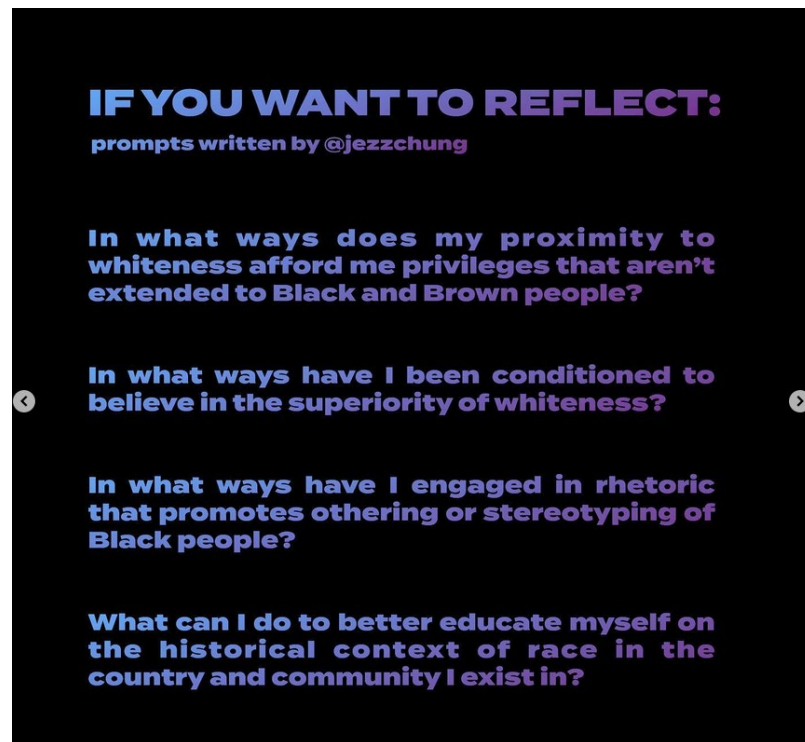 IF YOU WANT TO REFLECT:
prompts written by @jezzchung
In what ways does my proximity to
whiteness afford me privileges that aren’t
extended to Black and Brown people?
In what ways have I been conditioned to
believe in the superiority of whiteness?
In what ways have I engaged in rhetoric
that promotes othering or stereotyping of
Black people?
What can I do to better educate myself on
the historical context of race in the
country and community I exist in?